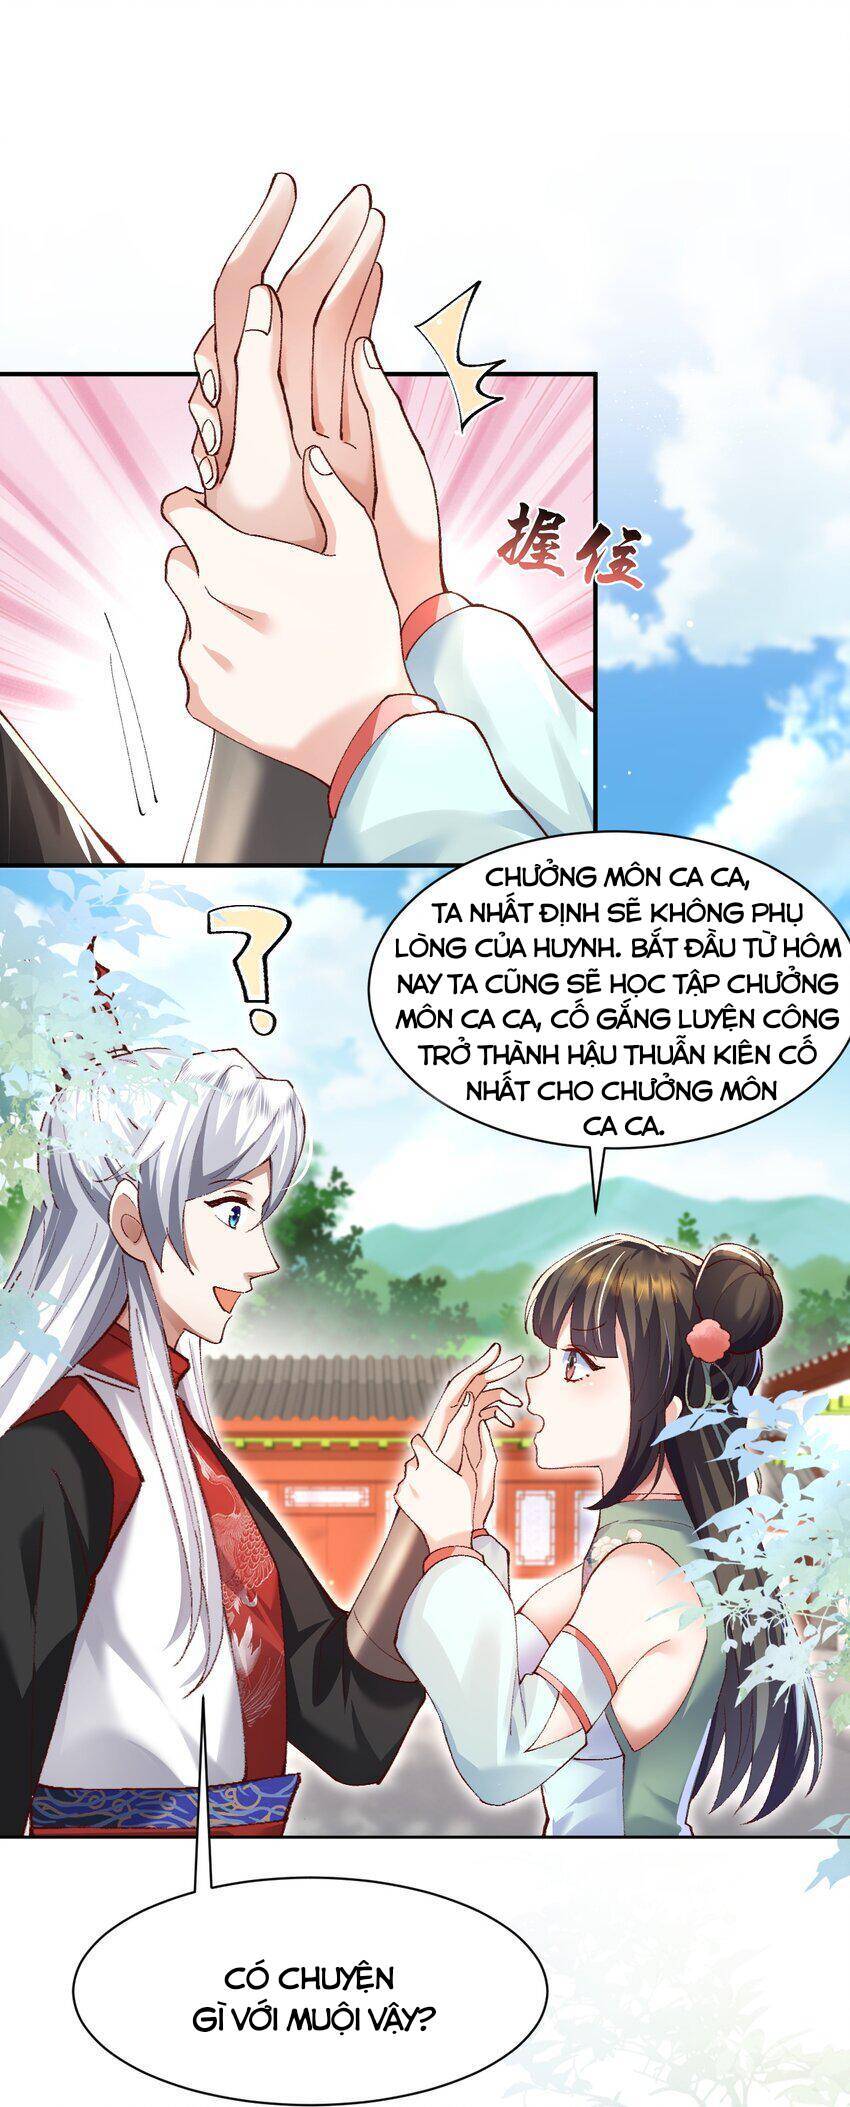 握住
?
CHƯỞNG MÔN CA CA,
TA NHẤT ĐỊNH SẼ KHÔNG PHỤ
LÒNG CỦA HUYNH. BẮT ĐẦU TỪ HÔM
NAY TA CŨNG SẼ HỌC TẬP CHƯỞNG
MÔN CA CA, CỐ GẮNG LUYỆN CÔNG
TRỞ THÀNH HẬU THUẪN KIÊN CỐ
NHẤT CHO CHƯỞNG MÔN
CA CA.
CÓ CHUYỆN
GÌ VỚI MUỘI VẬY?